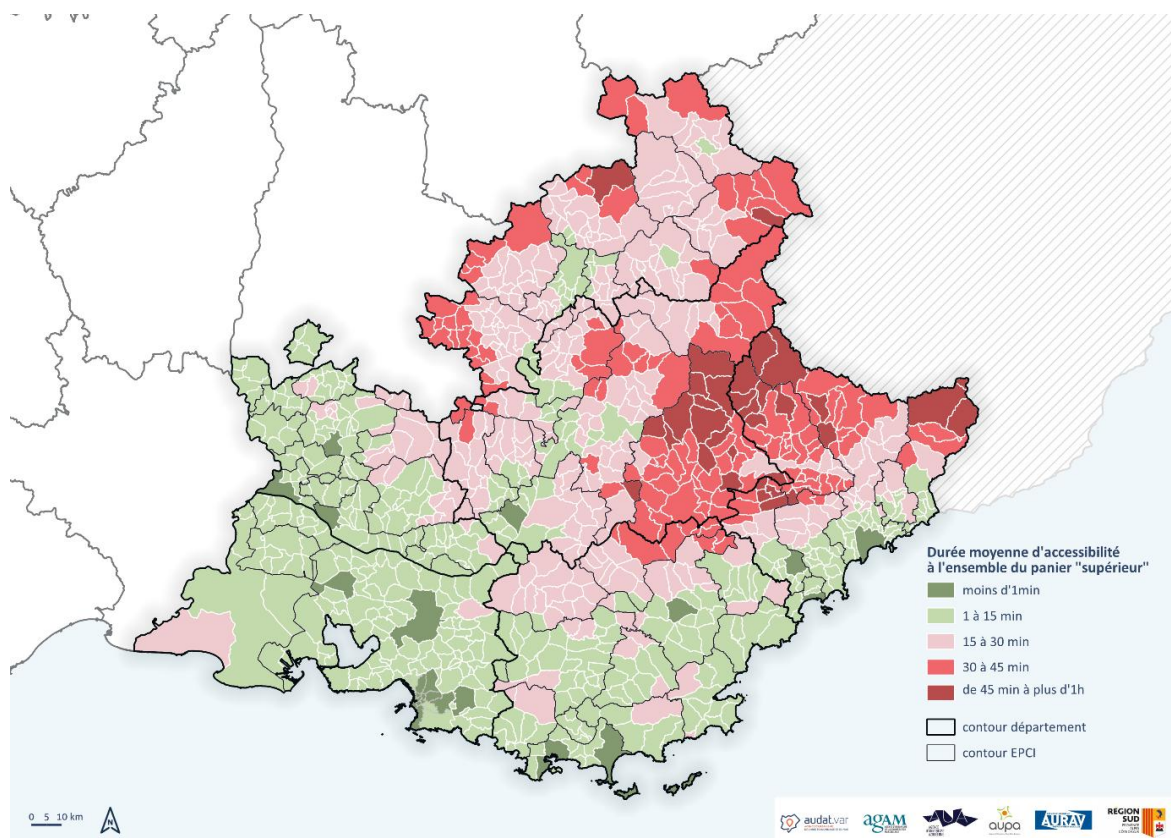 Durée moyenne d'accessibilité
à l'ensemble du panier "supérieur"
moins d'1min
1 à 15 min
15 à 30 min
30 à 45 min
de 45 min à plus d'1h
contour département
contour EPCI
0 5 10 km
N
audat.var
agam
aupa
AURAV
REGION
SUD